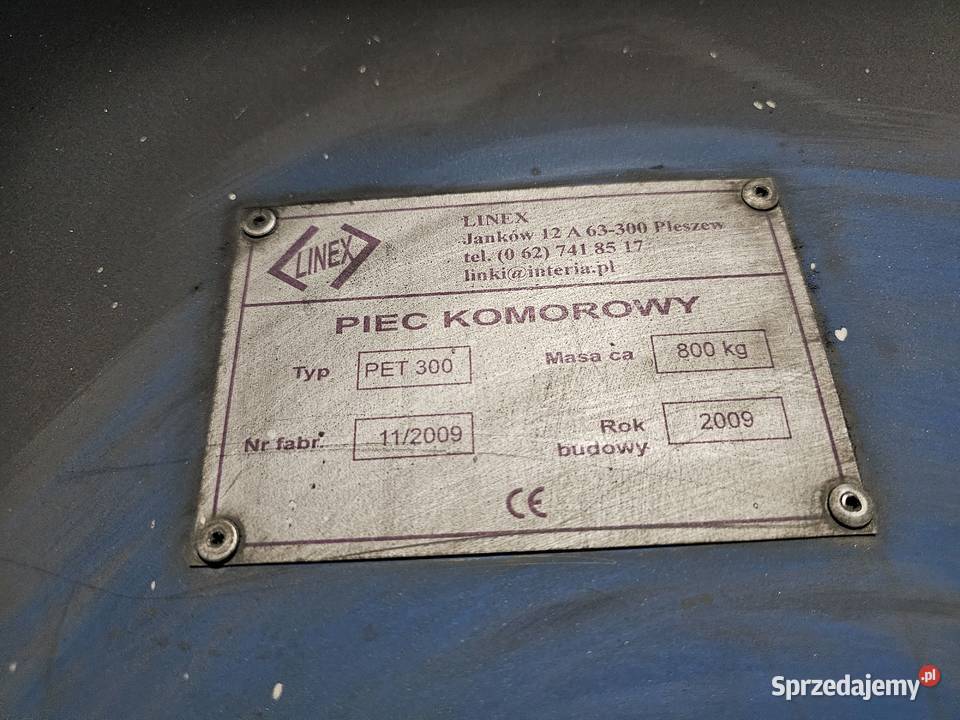 LINEX
LINEX
Janków 12 A 63-300 Pleszew
tel. (0 62) 741 85 17
linki@interia.pl
PIEC KOMOROWY
Typ PET 300 Masa ca 800 kg
Nr fabr. 11/2009 Rok budowy 2009
CE
Sprzedajemy.pl